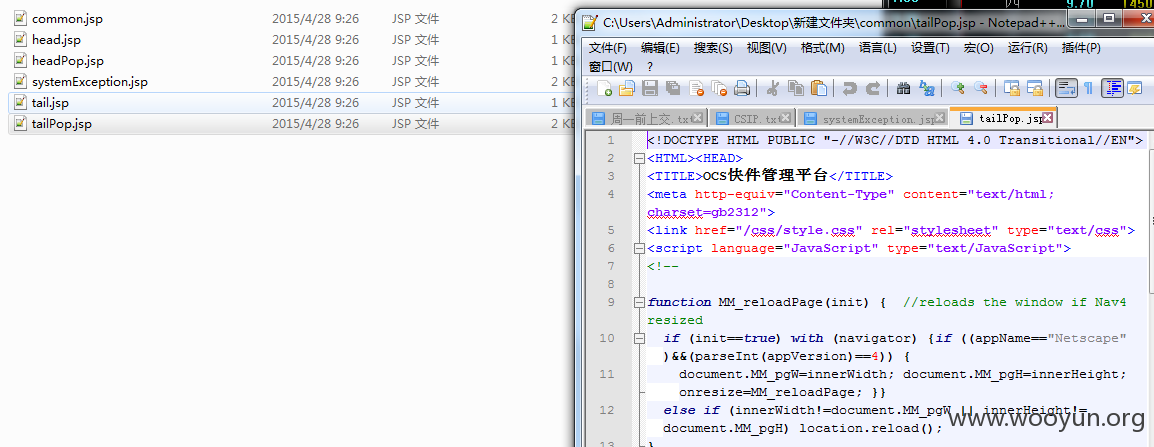 common.jsp 2015/4/28 9:26 JSP 文件 2 KB
head.jsp 2015/4/28 9:26 JSP 文件 1 KB
headPop.jsp 2015/4/28 9:26 JSP 文件 1 KB
systemException.jsp 2015/4/28 9:26 JSP 文件 2 KB
tail.jsp 2015/4/28 9:26 JSP 文件 1 KB
tailPop.jsp 2015/4/28 9:26 JSP 文件 2 KB
9.70 1450
C:\Users\Administrator\Desktop\新建文件夹\common\tailPop.jsp - Notepad++...
文件(F) 编辑(E) 搜索(S) 视图(V) 格式(M) 语言(L) 设置(T) 宏(O) 运行(R) 插件(P)
窗口(W) ?
周一前上交.txt CSIP.txt systemException.jsp tailPop.jsp
1 <!DOCTYPE HTML PUBLIC "-//W3C//DTD HTML 4.0 Transitional//EN">
2 <HTML><HEAD>
3 <TITLE>OCS快件管理平台</TITLE>
4 <meta http-equiv="Content-Type" content="text/html;
charset=gb2312">
5 <link href="/css/style.css" rel="stylesheet" type="text/css">
6 <script language="JavaScript" type="text/JavaScript">
7 <!--
8
9 function MM_reloadPage(init) { //reloads the window if Nav4
resized
10 if (init==true) with (navigator) {if ((appName=="Netscape"
)&&(parseInt(appVersion)==4)) {
11 document.MM_pgW=innerWidth; document.MM_pgH=innerHeight;
onresize=MM_reloadPage; }}
12 else if (innerWidth!=document.MM_pgW || innerHeight!=
document.MM_pgH) location.reload();
13 }
www.wooyun.org